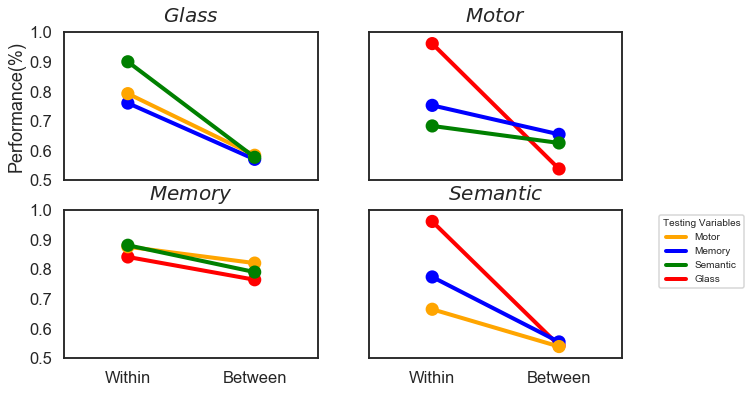 Glass
Motor
Performance(%)
1.0
0.9
0.8
0.7
0.6
0.5
Memory
Semantic
1.0
0.9
0.8
0.7
0.6
0.5
Within
Between
Within
Between
Testing Variables
Motor
Memory
Semantic
Glass